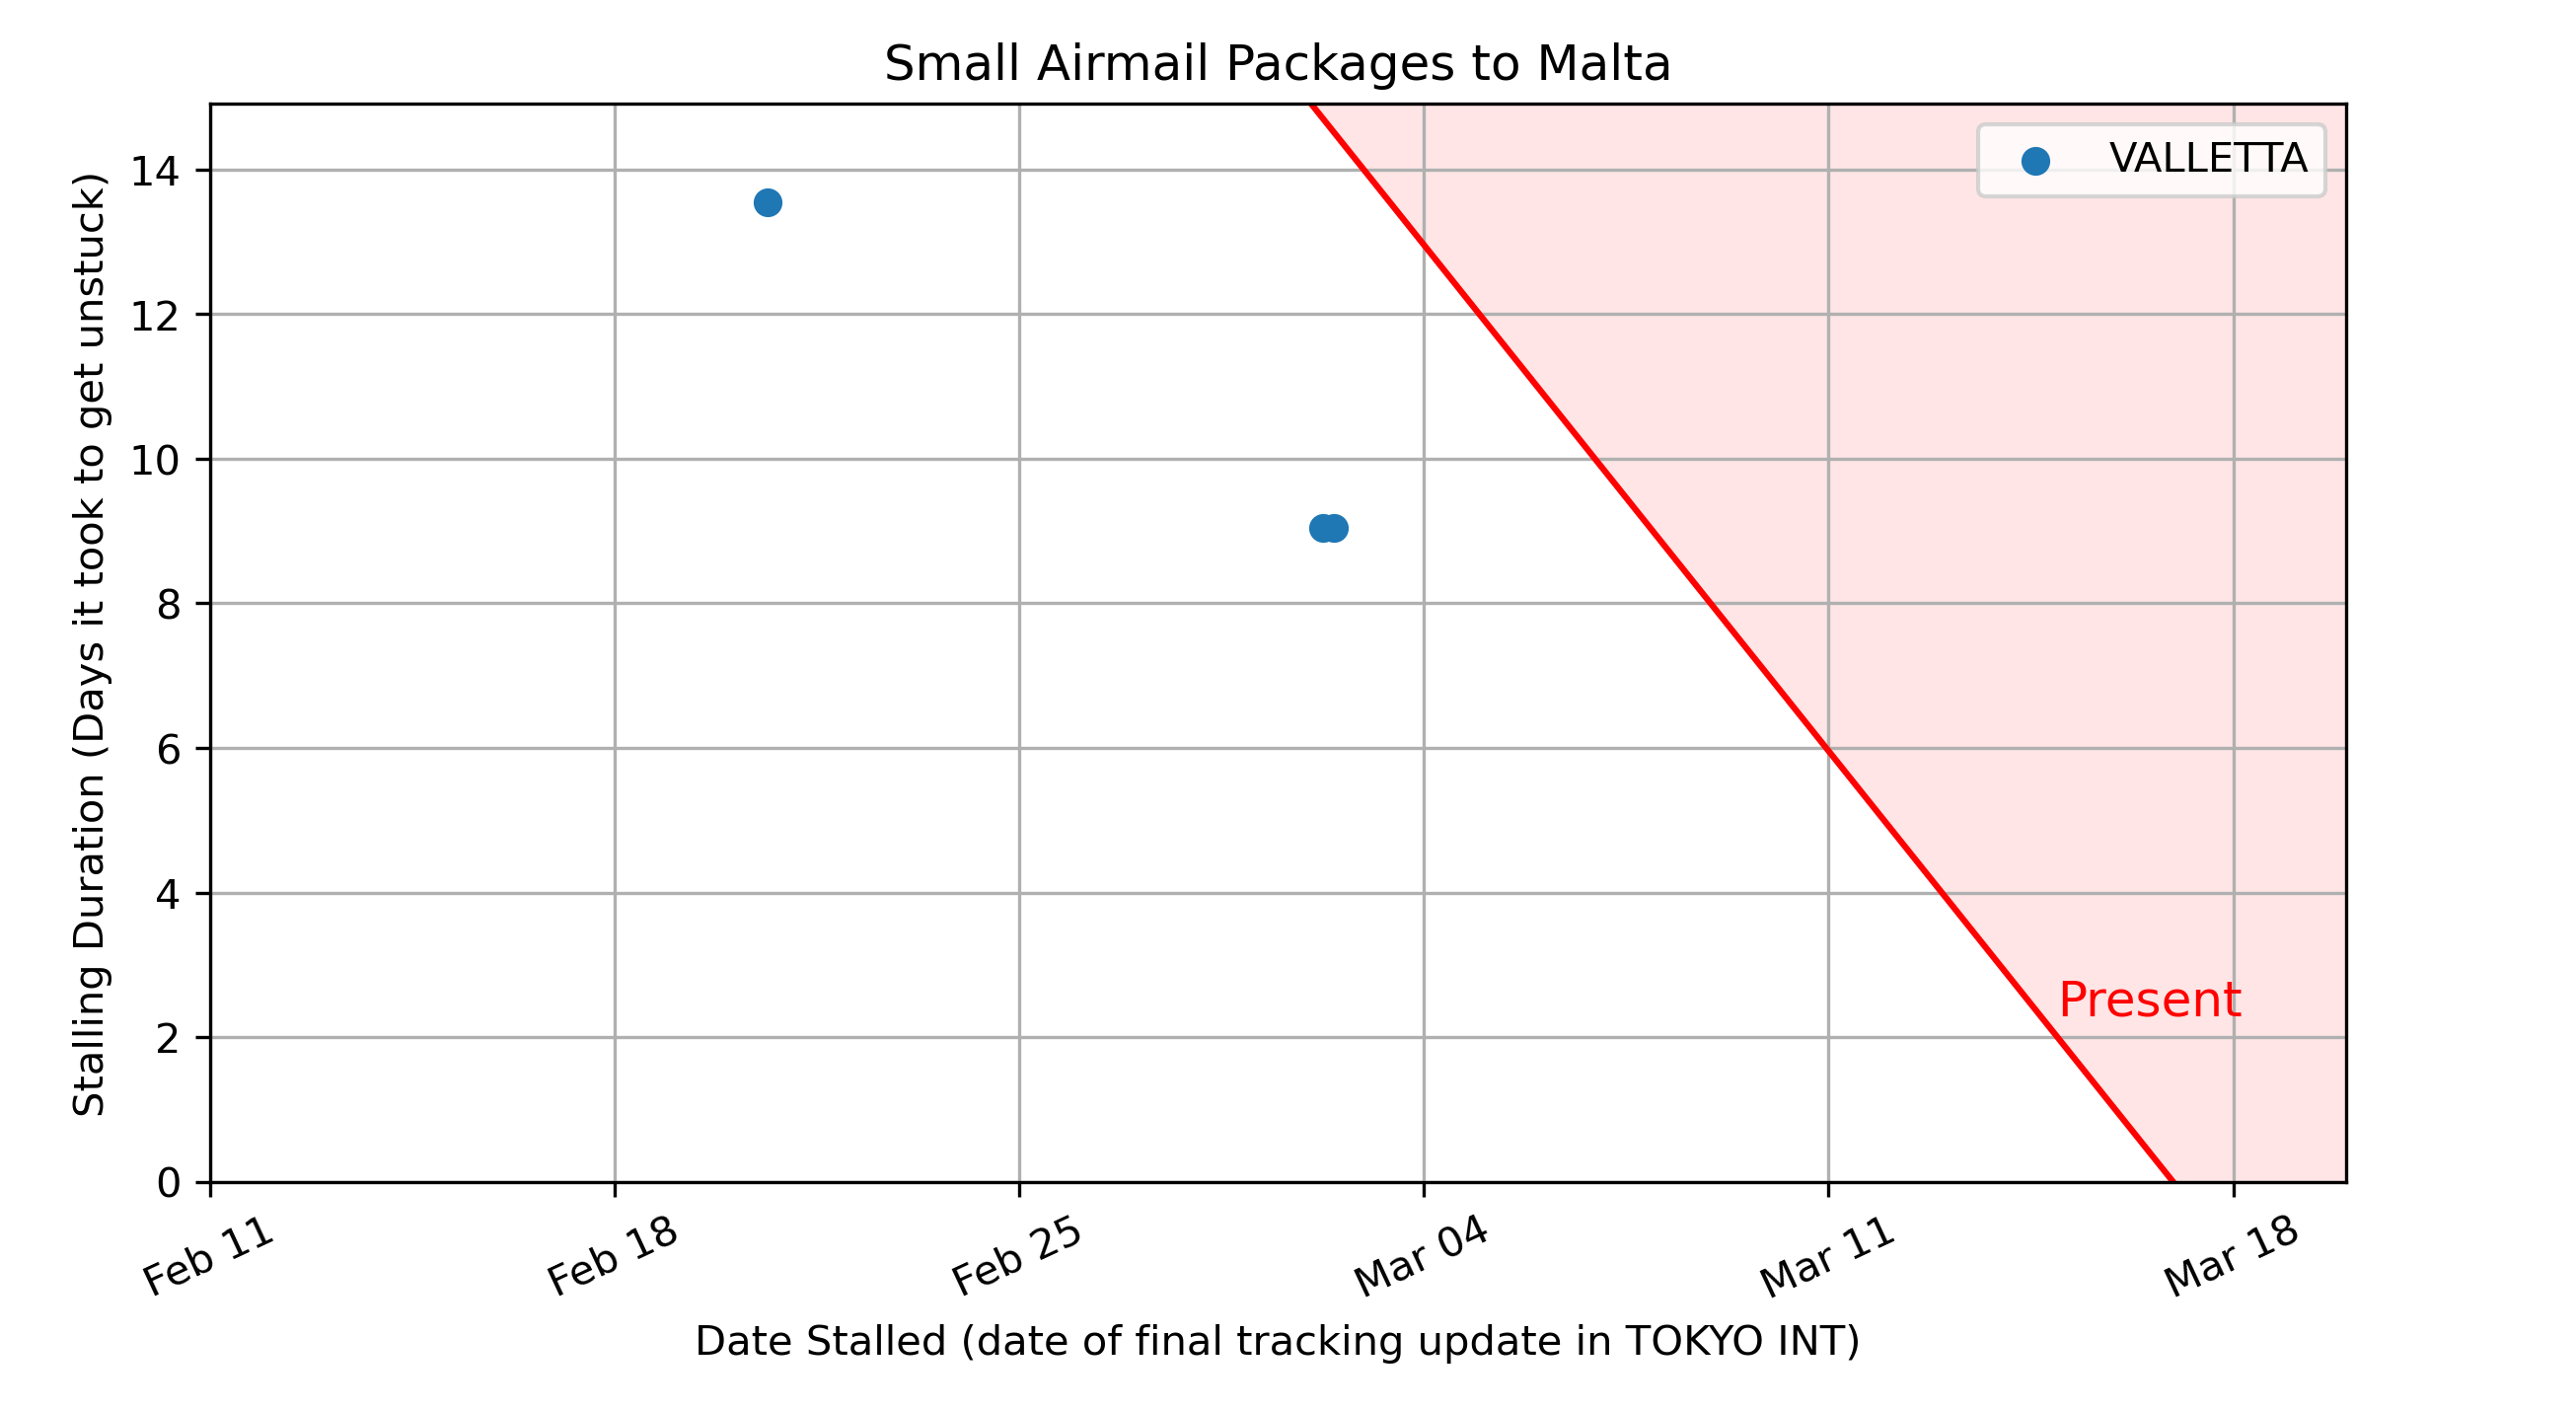 Small Airmail Packages to Malta
VALLETTA
Stalling Duration (Days it took to get unstuck)
14
12
10
8
6
4
2
0
Present
Feb 11
Feb 18
Feb 25
Mar 04
Mar 11
Mar 18
Date Stalled (date of final tracking update in TOKYO INT)